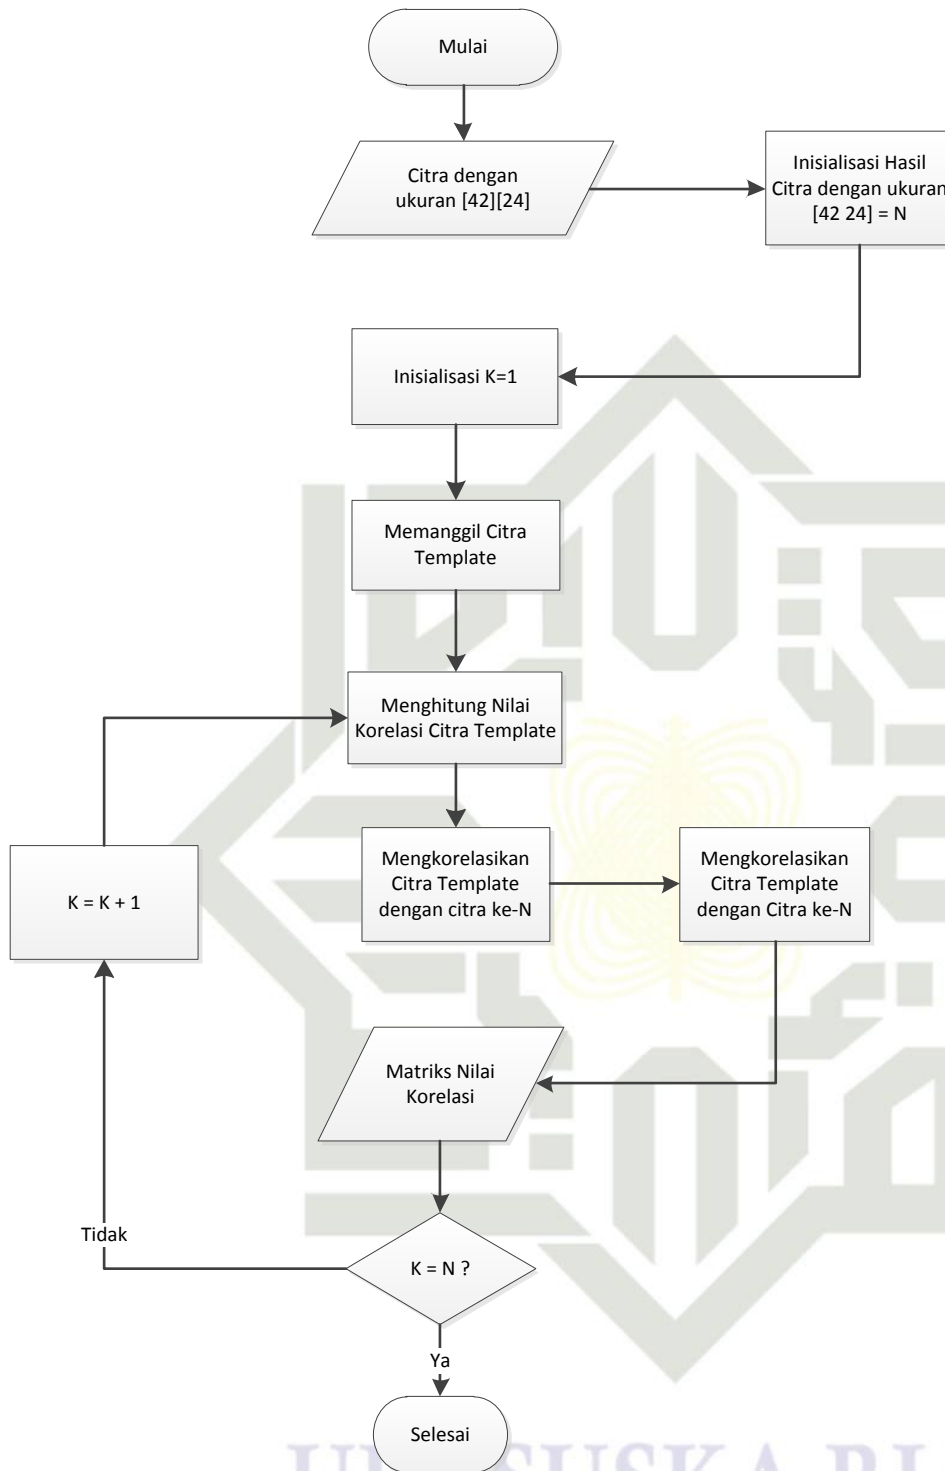 Mulai
Citra dengan
ukuran [42][24]
Inisialisasi Hasil
Citra dengan ukuran
[42 24] = N
Inisialisasi K=1
Memanggil Citra
Template
Menghitung Nilai
Korelasi Citra Template
Mengkorelasikan
Citra Template
dengan citra ke-N
Mengkorelasikan
Citra Template
dengan Citra ke-N
K = K + 1
Matriks Nilai
Korelasi
Tidak
K = N ?
Ya
Selesai
SUSKA RI